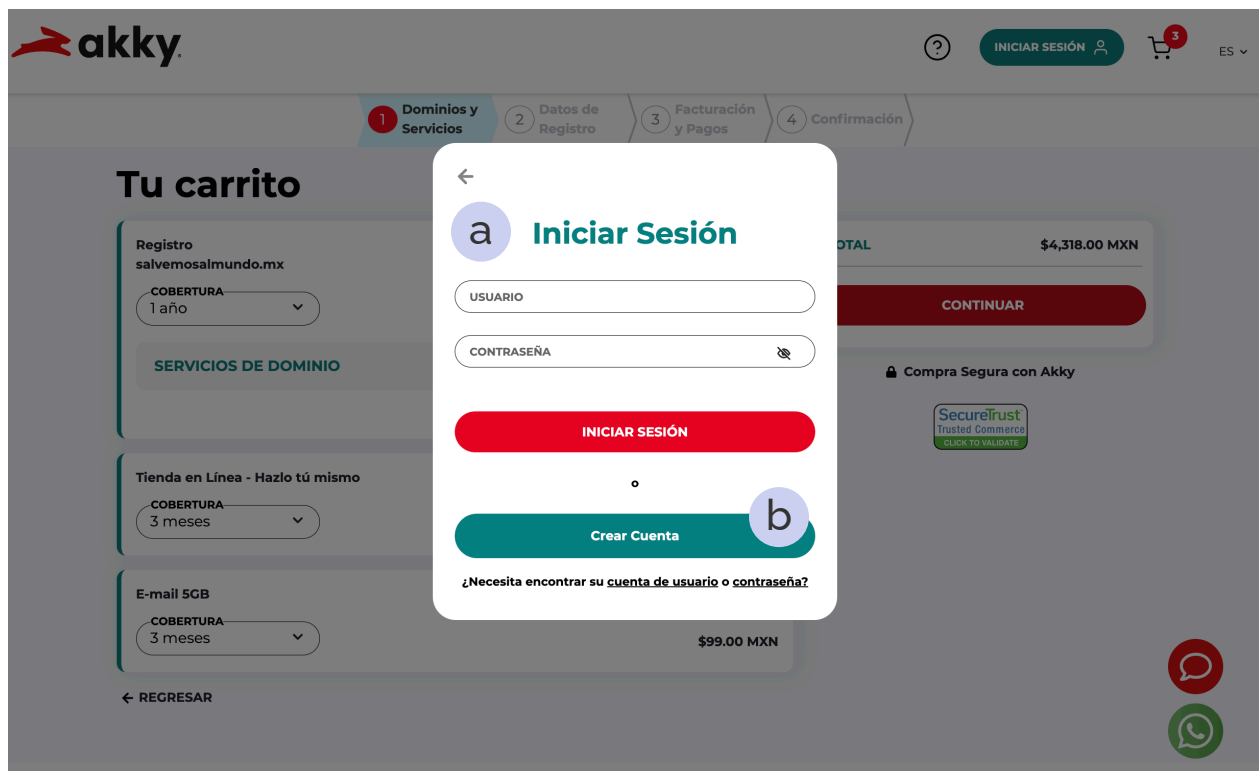 akky
INICIAR SESIÓN
3
ES
1 Dominios y
Servicios
2 Datos de
Registro
3 Facturación
y Pagos
4 Confirmación
Tu carrito
Registro
salvemosalmundo.mx
COBERTURA
1 año
SERVICIOS DE DOMINIO
Tienda en Línea - Hazlo tú mismo
COBERTURA
3 meses
E-mail 5GB
COBERTURA
3 meses
$99.00 MXN
REGRESAR
a
Iniciar Sesión
USUARIO
CONTRASEÑA
INICIAR SESIÓN
o
Crear Cuenta
b
¿Necesita encontrar su cuenta de usuario o contraseña?
OTAL $4,318.00 MXN
CONTINUAR
Compra Segura con Akky
SecureTrust
Trusted Commerce
CLICK TO VALIDATE